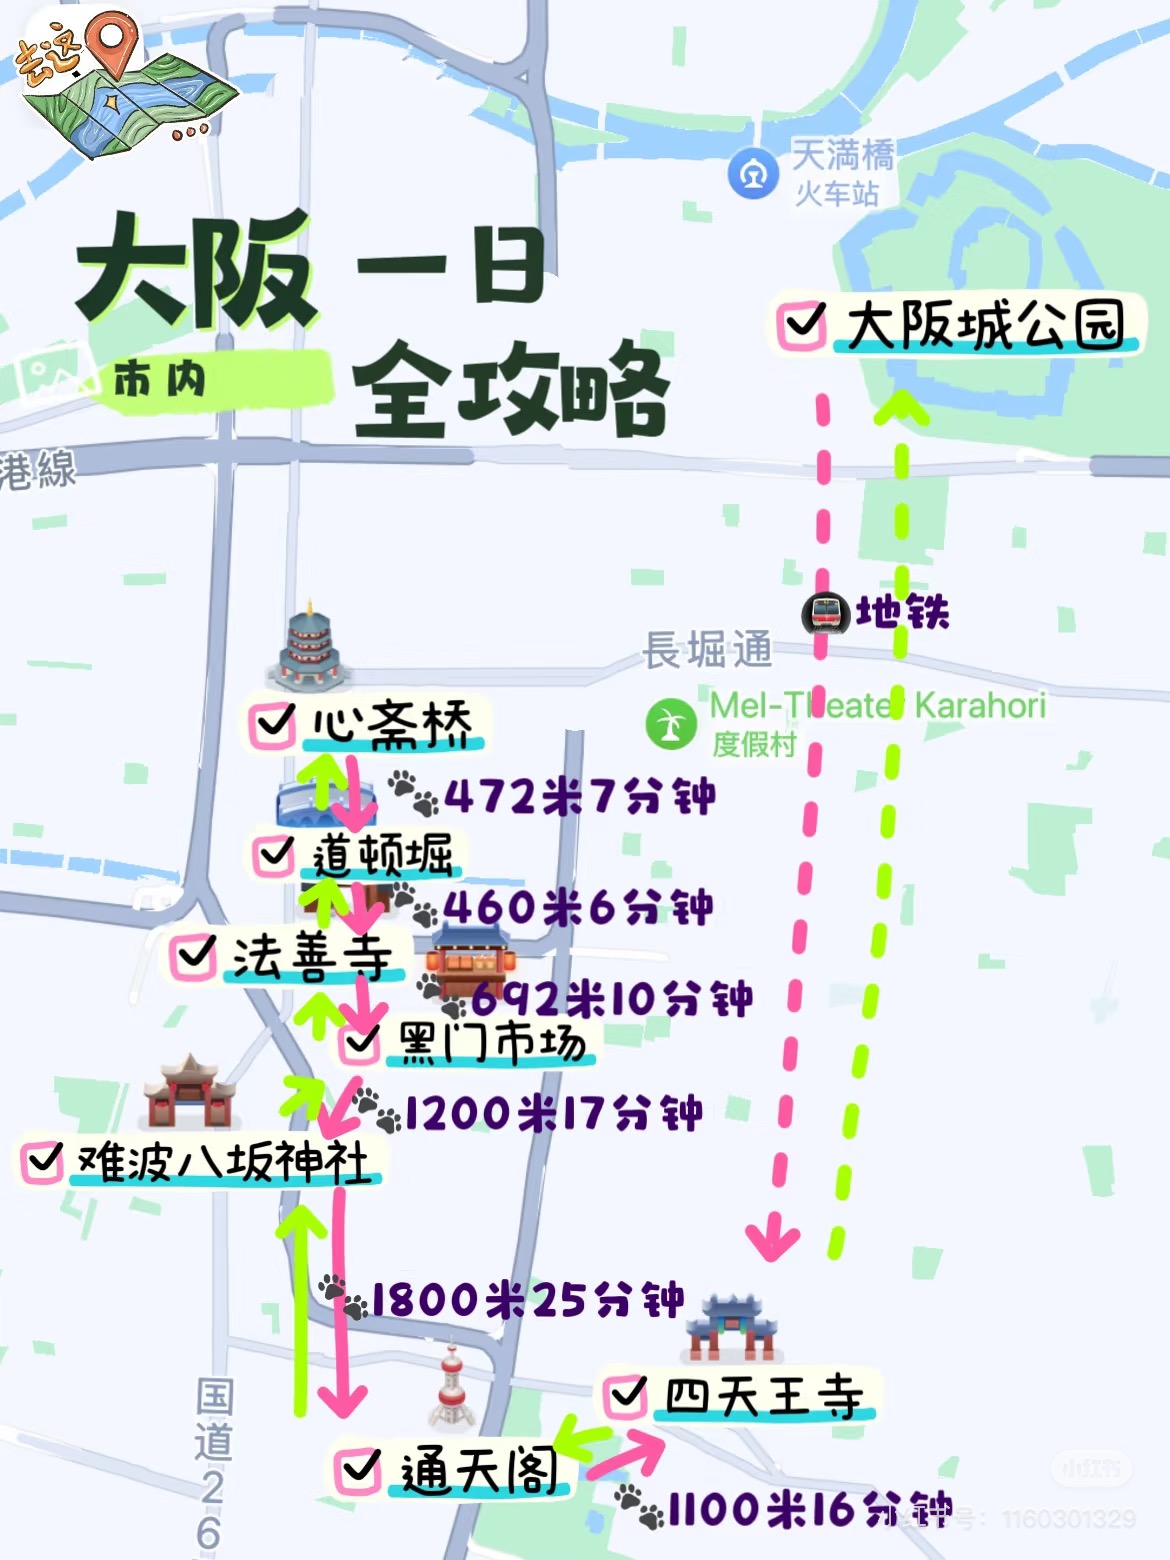 去这
天満橋
火车站
大阪 一日
市内
全攻略
大阪城公园
港線
地铁
長堀通
Mel-Theater Karahori
度假村
心斋桥
472米7分钟
道顿堀
460米6分钟
法善寺
692米10分钟
黑门市场
1200米17分钟
难波八坂神社
1800米25分钟
国道26
四天王寺
通天阁
小红书
1100米16分钟
小红书号：1160301329